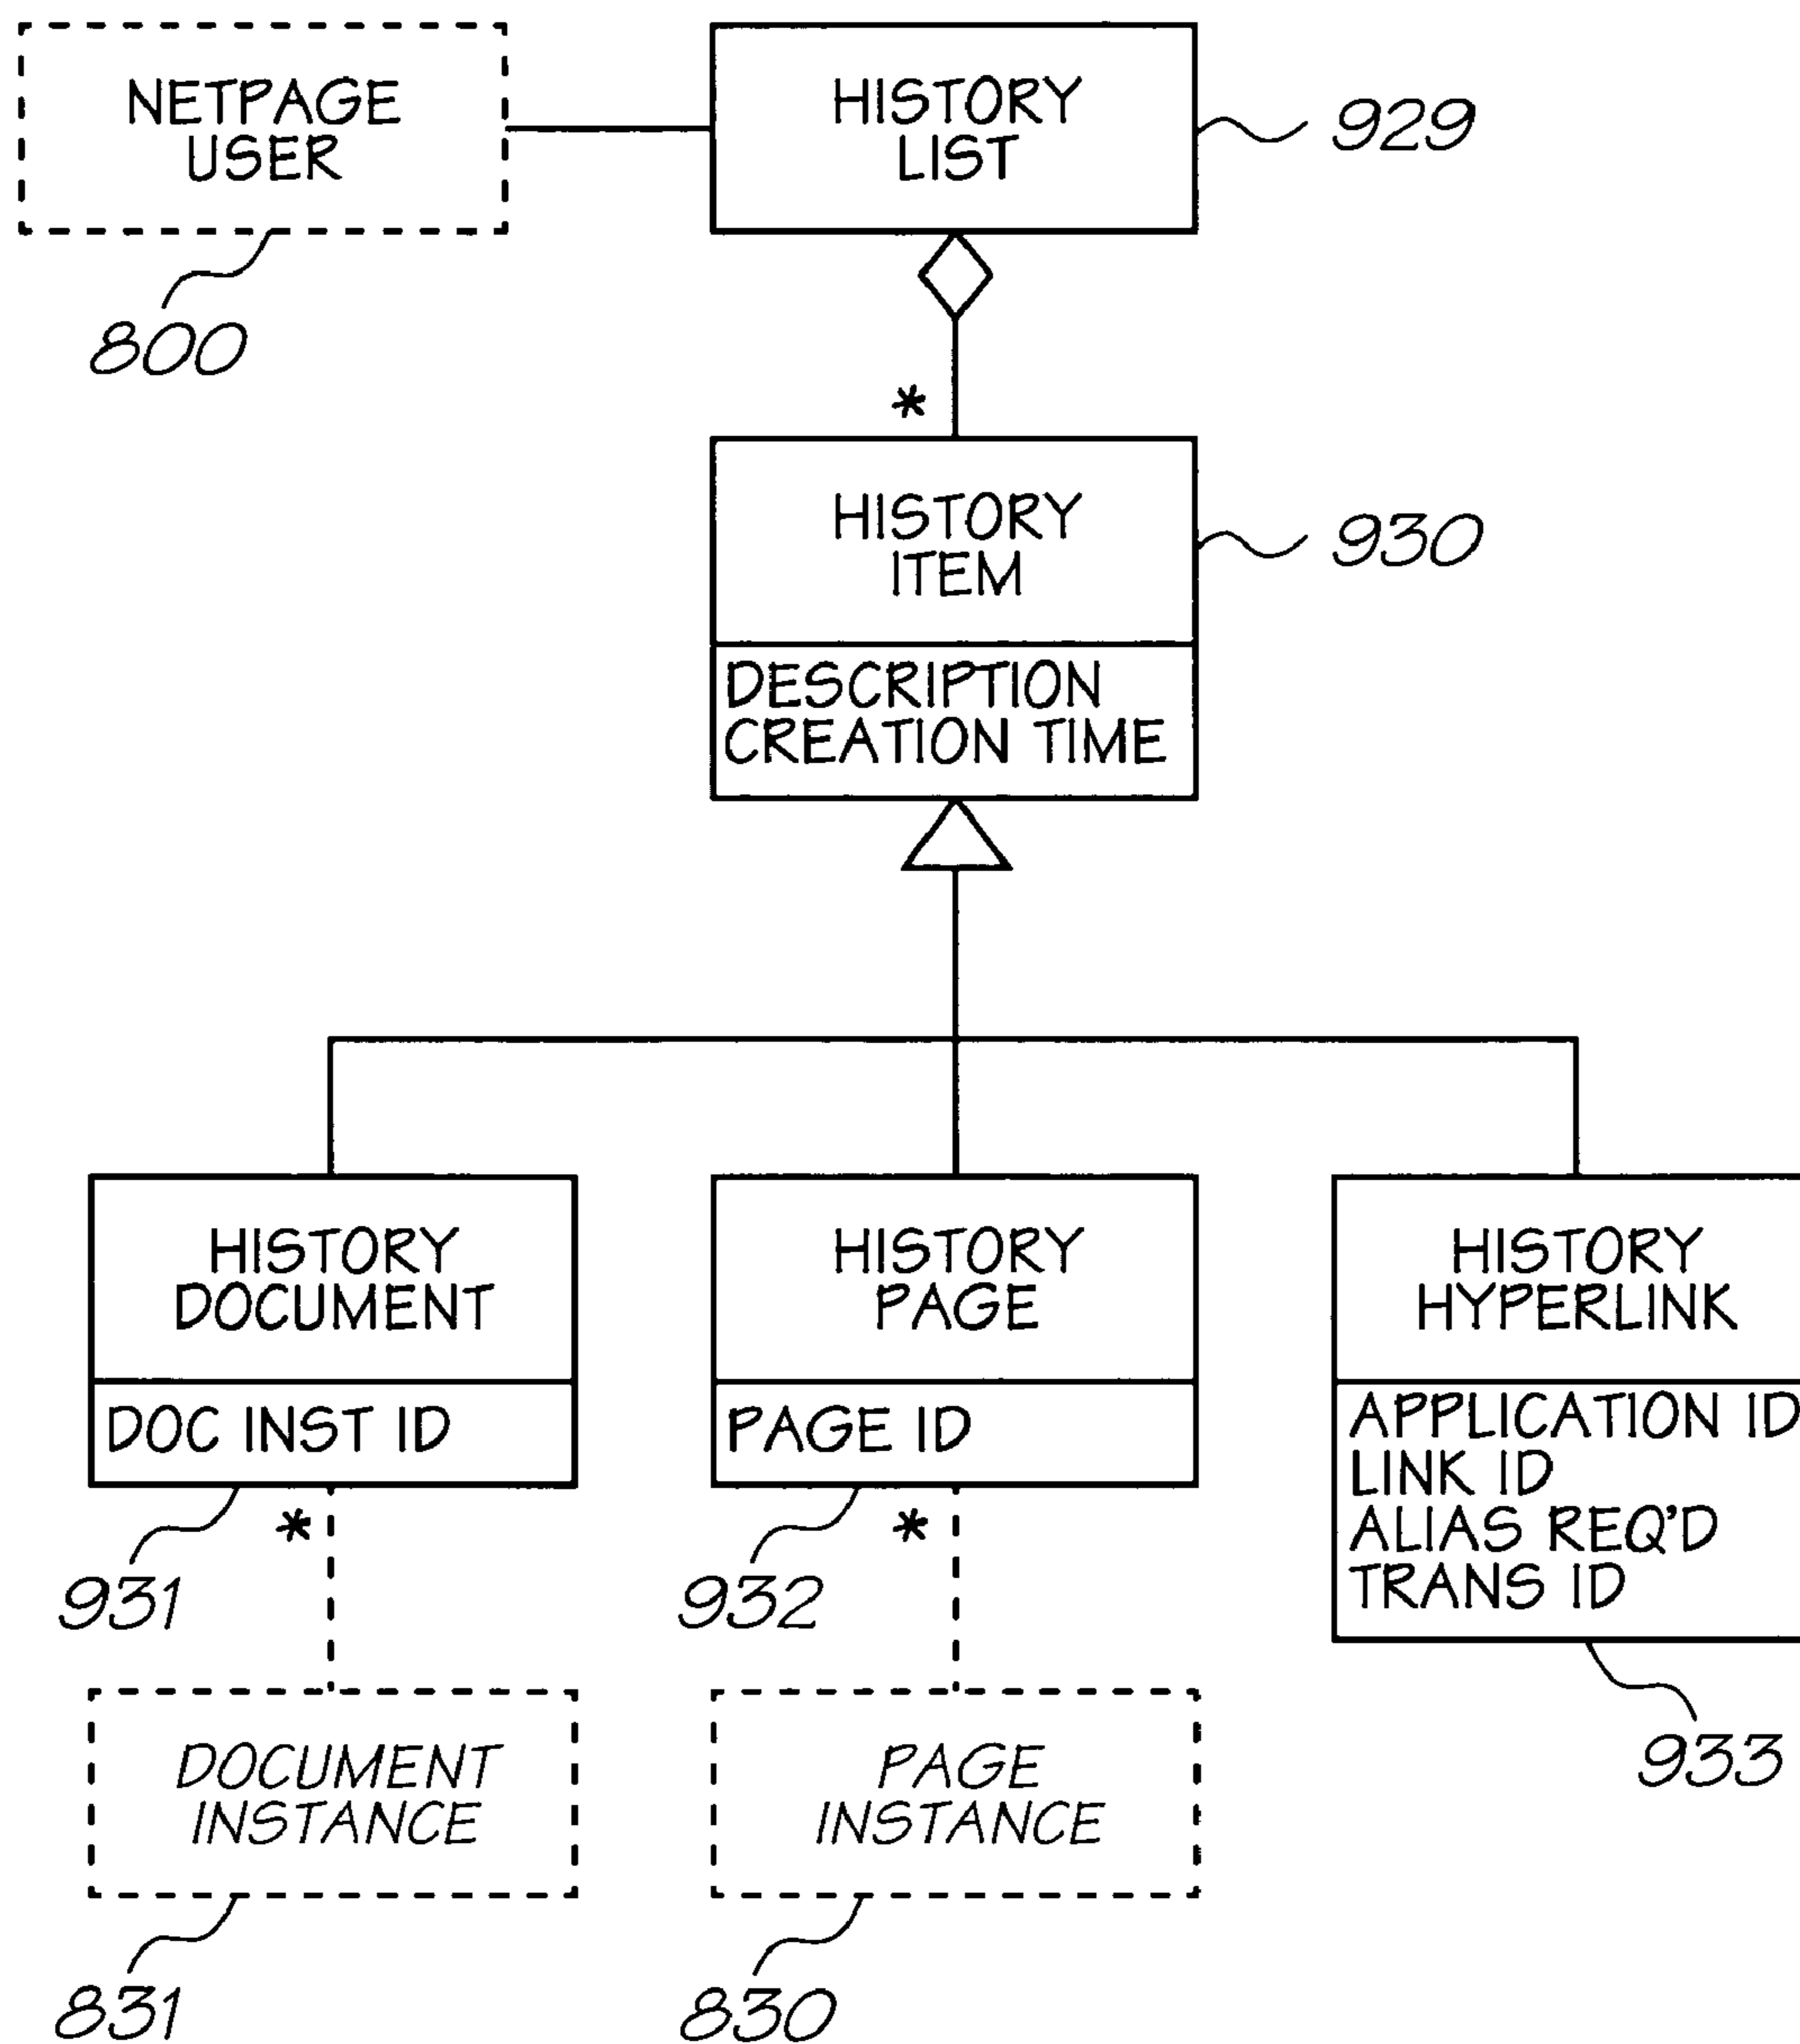 NETPAGE
USER
800
HISTORY
LIST
929
*
HISTORY
ITEM
930
DESCRIPTION
CREATION TIME
HISTORY
DOCUMENT
DOC INST ID
*
931
HISTORY
PAGE
PAGE ID
*
932
HISTORY
HYPERLINK
APPLICATION ID
LINK ID
ALIAS REQ'D
TRANS ID
933
DOCUMENT
INSTANCE
831
PAGE
INSTANCE
830